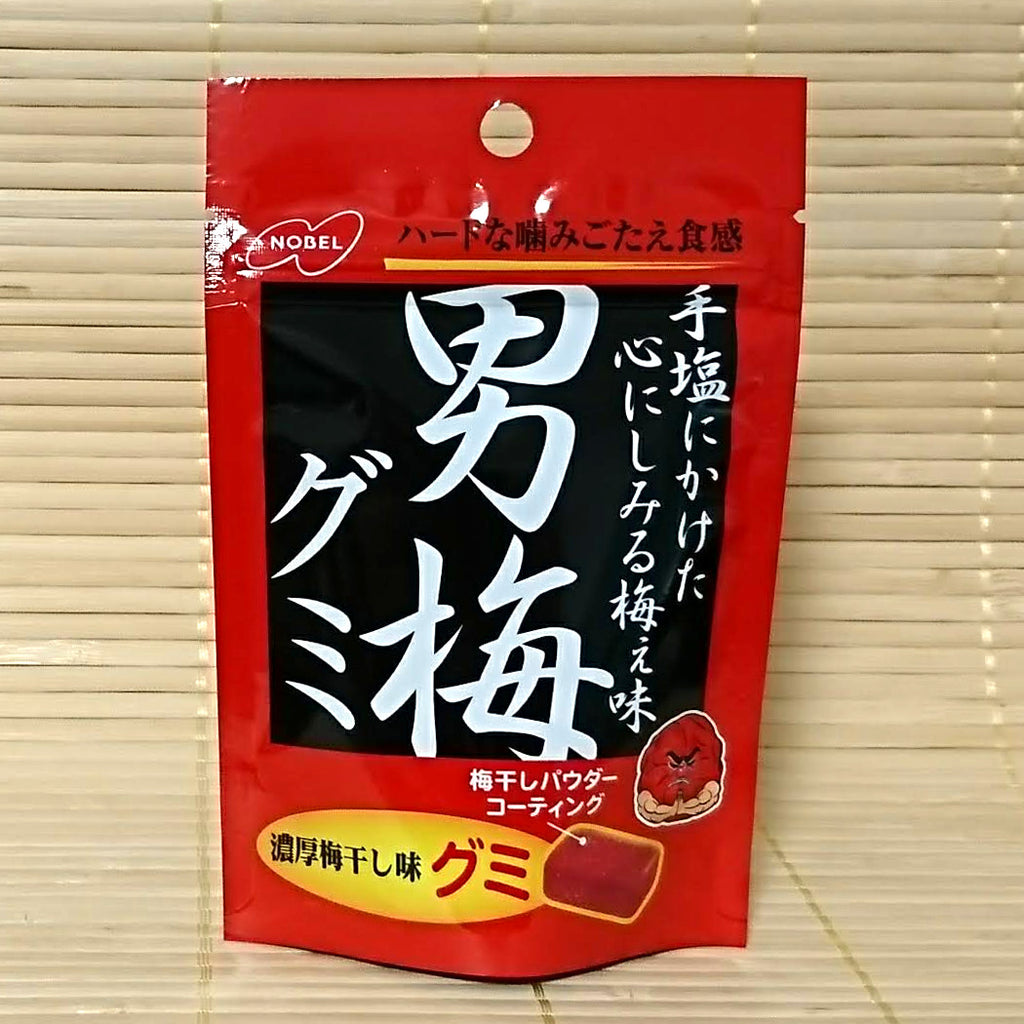 NOBEL
ハードな噛みごたえ食感
手塩にかけた
心にしみる梅ぇ味
男梅
グミ
梅干しパウダー
コーティング
濃厚梅干し味 グミ